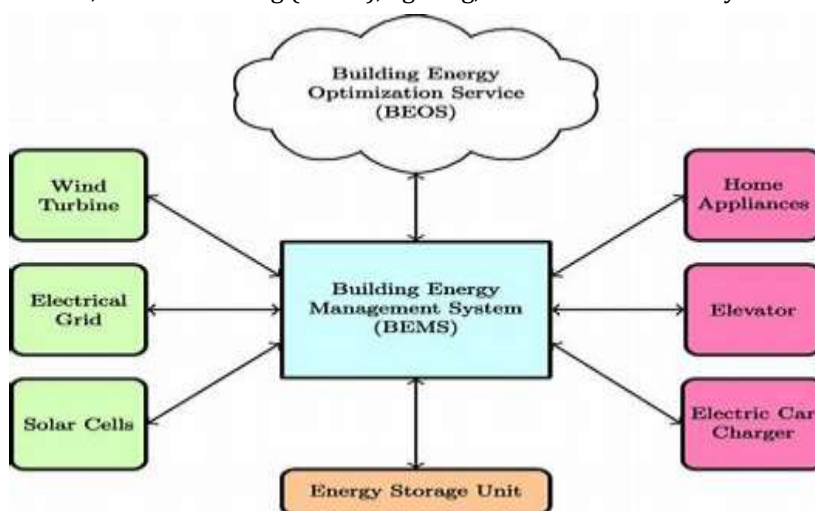 Building Energy
Optimization Service
(BEOS)
Wind
Turbine
Home
Appliances
Building Energy
Management System
(BEMS)
Electrical
Grid
Elevator
Solar Cells
Electric Car
Charger
Energy Storage Unit